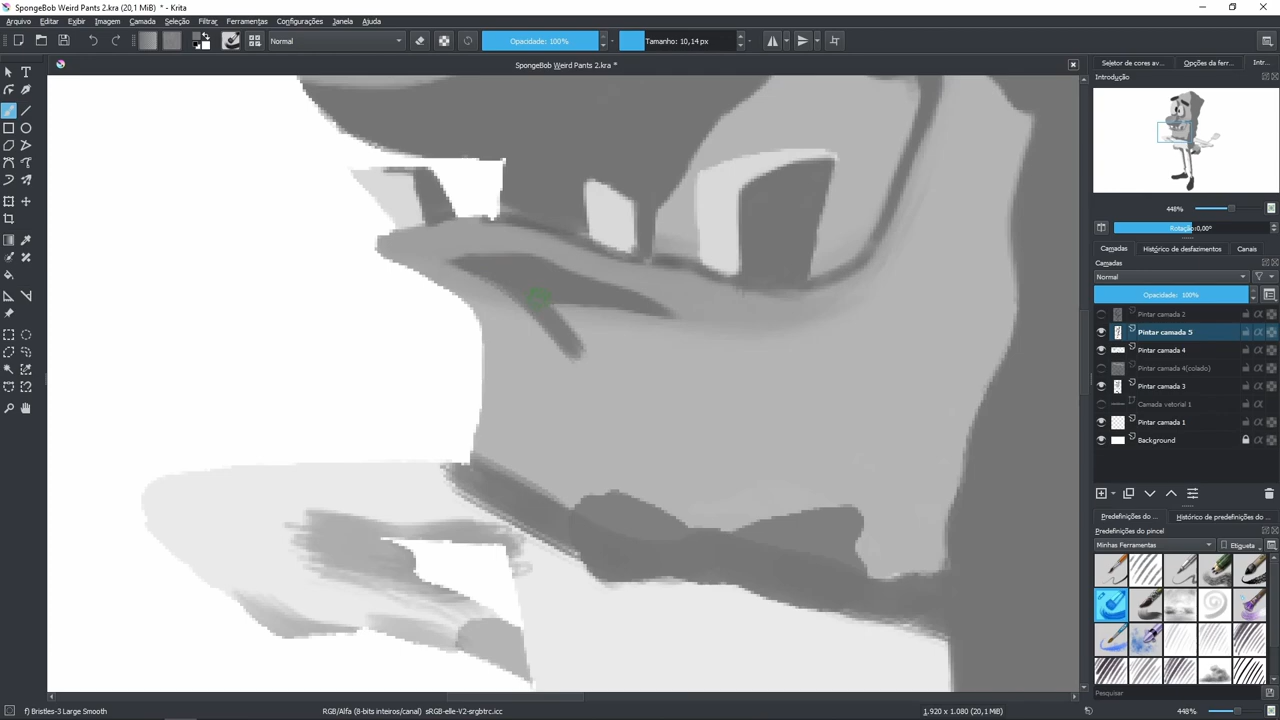 SpongeBob Weird Pants 2.kra (20,1 MiB)  * - Krita
Arquivo Editar Exibir Imagem Camada Seleção Filtrar Ferramentas Configurações Janela Ajuda
Normal Opacidade: 100% Tamanho: 10,14 px
SpongeBob Weird Pants 2.kra *
Seletor de cores av... Opções da ferr... Intr...
Introdução
448%
Rotação:0,00°
Camadas Histórico de desfazimentos Canais
Camadas
Normal
Opacidade: 100%
Pintar camada 2
Pintar camada 5
Pintar camada 4
Pintar camada 4(colado)
Pintar camada 3
Camada vetorial 1
Pintar camada 1
Background
Predefinições do ... Histórico de predefinições do ...
Predefinições do pincel
Minhas Ferramentas Etiqueta
Pesquisar
f) Bristles-3 Large Smooth RGB/Alfa (8-bits inteiros/canal) sRGB-elle-V2-srgbtrc.icc 1.920 x 1.080 (20,1 MiB) 448%